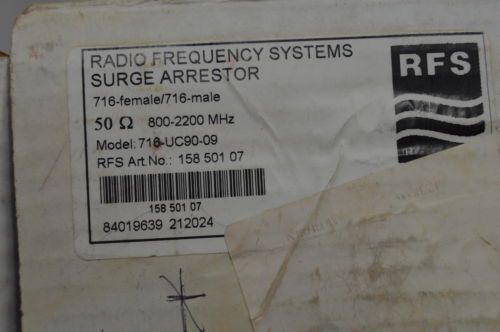 RADIO FREQUENCY SYSTEMS
SURGE ARRESTOR
RFS
716-female/716-male
50 Ω 800-2200 MHz
Model: 716-UC90-09
RFS Art.No.: 158 501 07
158 501 07
84019639 212024